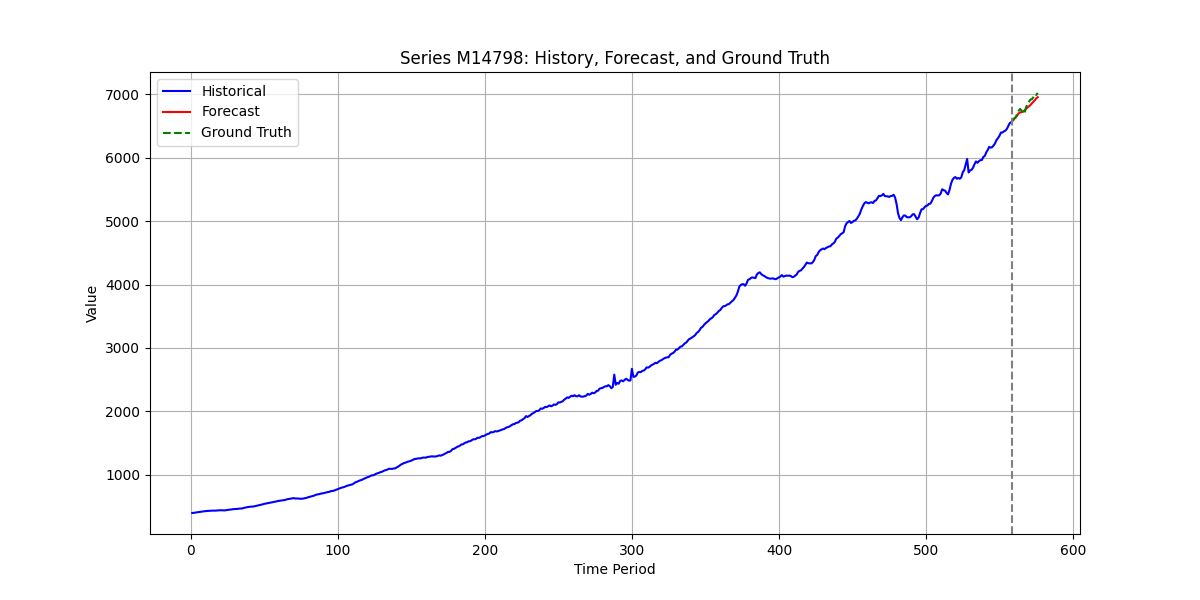 Series M14798: History, Forecast, and Ground Truth
Historical
Forecast
Ground Truth
7000
6000
5000
4000
3000
2000
1000
Value
0 100 200 300 400 500 600
Time Period